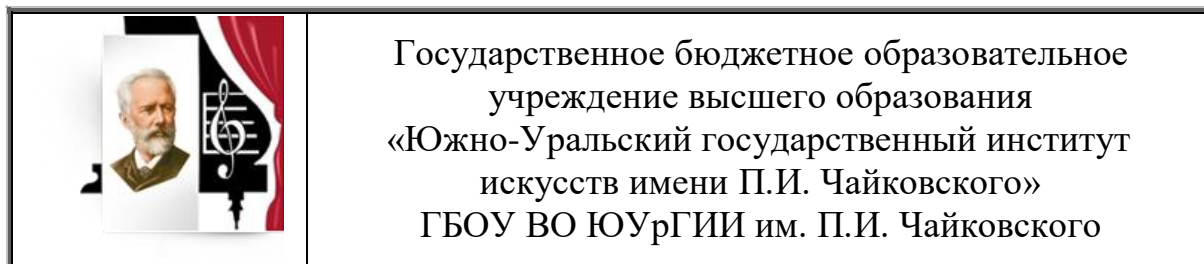 Государственное бюджетное образовательное
учреждение высшего образования
«Южно-Уральский государственный институт
искусств имени П.И. Чайковского»
ГБОУ ВО ЮУрГИИ им. П.И. Чайковского